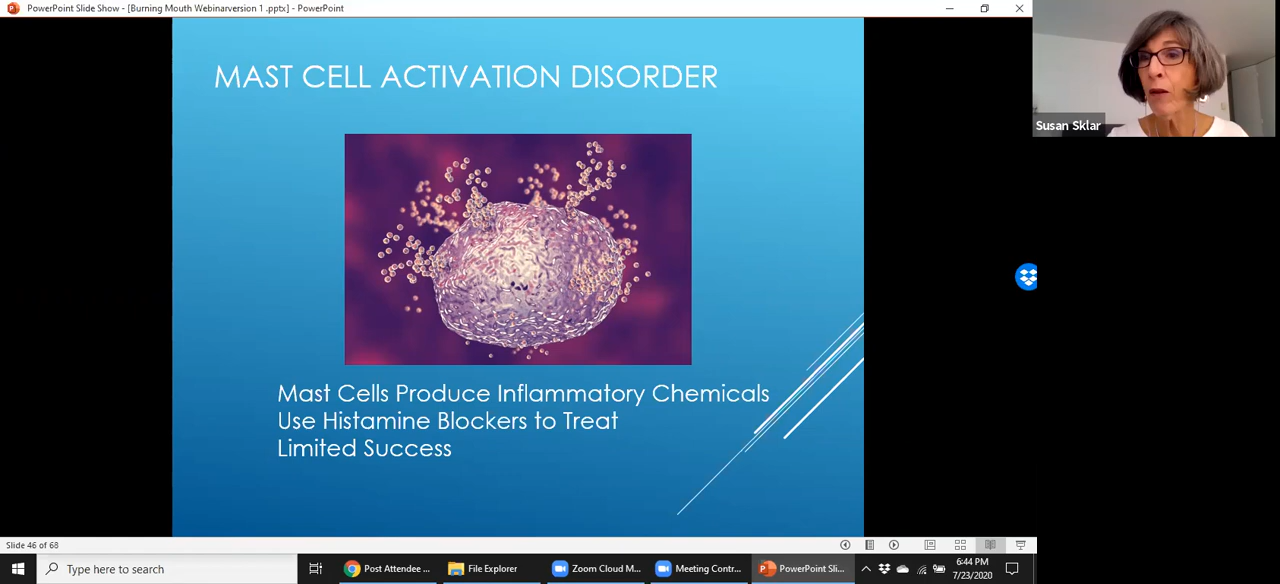 PowerPoint Slide Show - [Burning Mouth Webinarversion 1 .pptx] - PowerPoint
MAST CELL ACTIVATION DISORDER
Susan Sklar
Mast Cells Produce Inflammatory Chemicals
Use Histamine Blockers to Treat
Limited Success
Slide 46 of 68
Type here to search
Post Attendee ...
File Explorer
Zoom Cloud M...
Meeting Contr...
PowerPoint Sli...
6:44 PM
7/23/2020